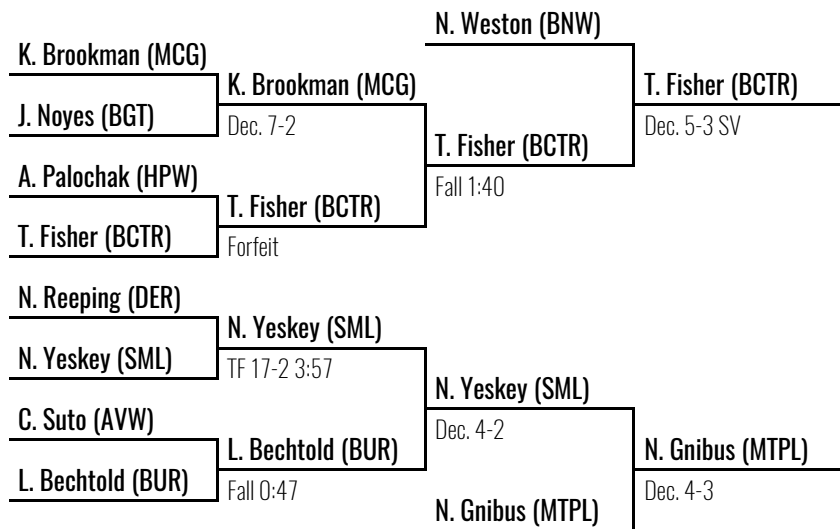 N. Weston (BNW)
K. Brookman (MCG)
K. Brookman (MCG)
T. Fisher (BCTR)
J. Noyes (BGT)
Dec. 7-2
Dec. 5-3 SV
T. Fisher (BCTR)
A. Palochak (HPW)
Fall 1:40
T. Fisher (BCTR)
T. Fisher (BCTR)
Forfeit
N. Reeping (DER)
N. Yeskey (SML)
N. Yeskey (SML)
TF 17-2 3:57
N. Yeskey (SML)
C. Suto (AVW)
Dec. 4-2
L. Bechtold (BUR)
N. Gnibus (MTPL)
L. Bechtold (BUR)
Fall 0:47
Dec. 4-3
N. Gnibus (MTPL)